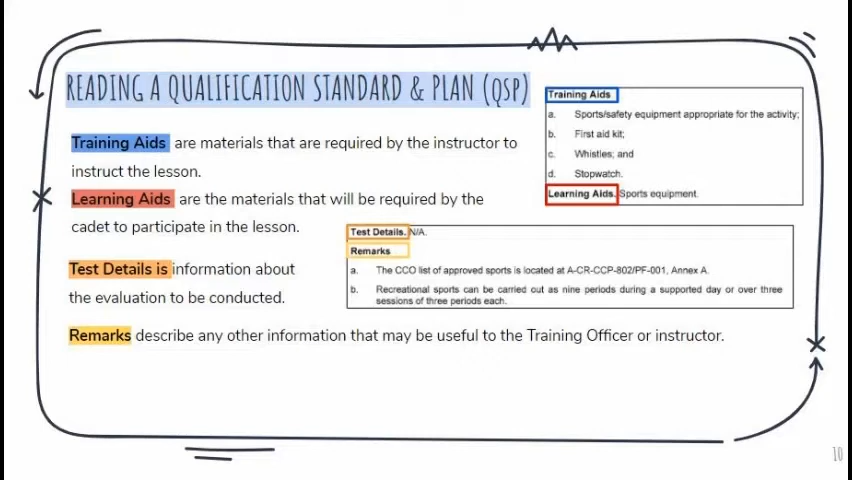 READING A QUALIFICATION STANDARD & PLAN (QSP)
Training Aids are materials that are required by the instructor to
instruct the lesson.
Learning Aids are the materials that will be required by the
cadet to participate in the lesson.
Test Details is information about
the evaluation to be conducted.
Remarks describe any other information that may be useful to the Training Officer or instructor.
Training Aids
a. Sports/safety equipment appropriate for the activity;
b. First aid kit;
c. Whistles; and
d. Stopwatch.
Learning Aids. Sports equipment.
Test Details. N/A.
Remarks
a. The CCO list of approved sports is located at A-CR-CCP-802/PF-001, Annex A.
b. Recreational sports can be carried out as nine periods during a supported day or over three
sessions of three periods each.
10